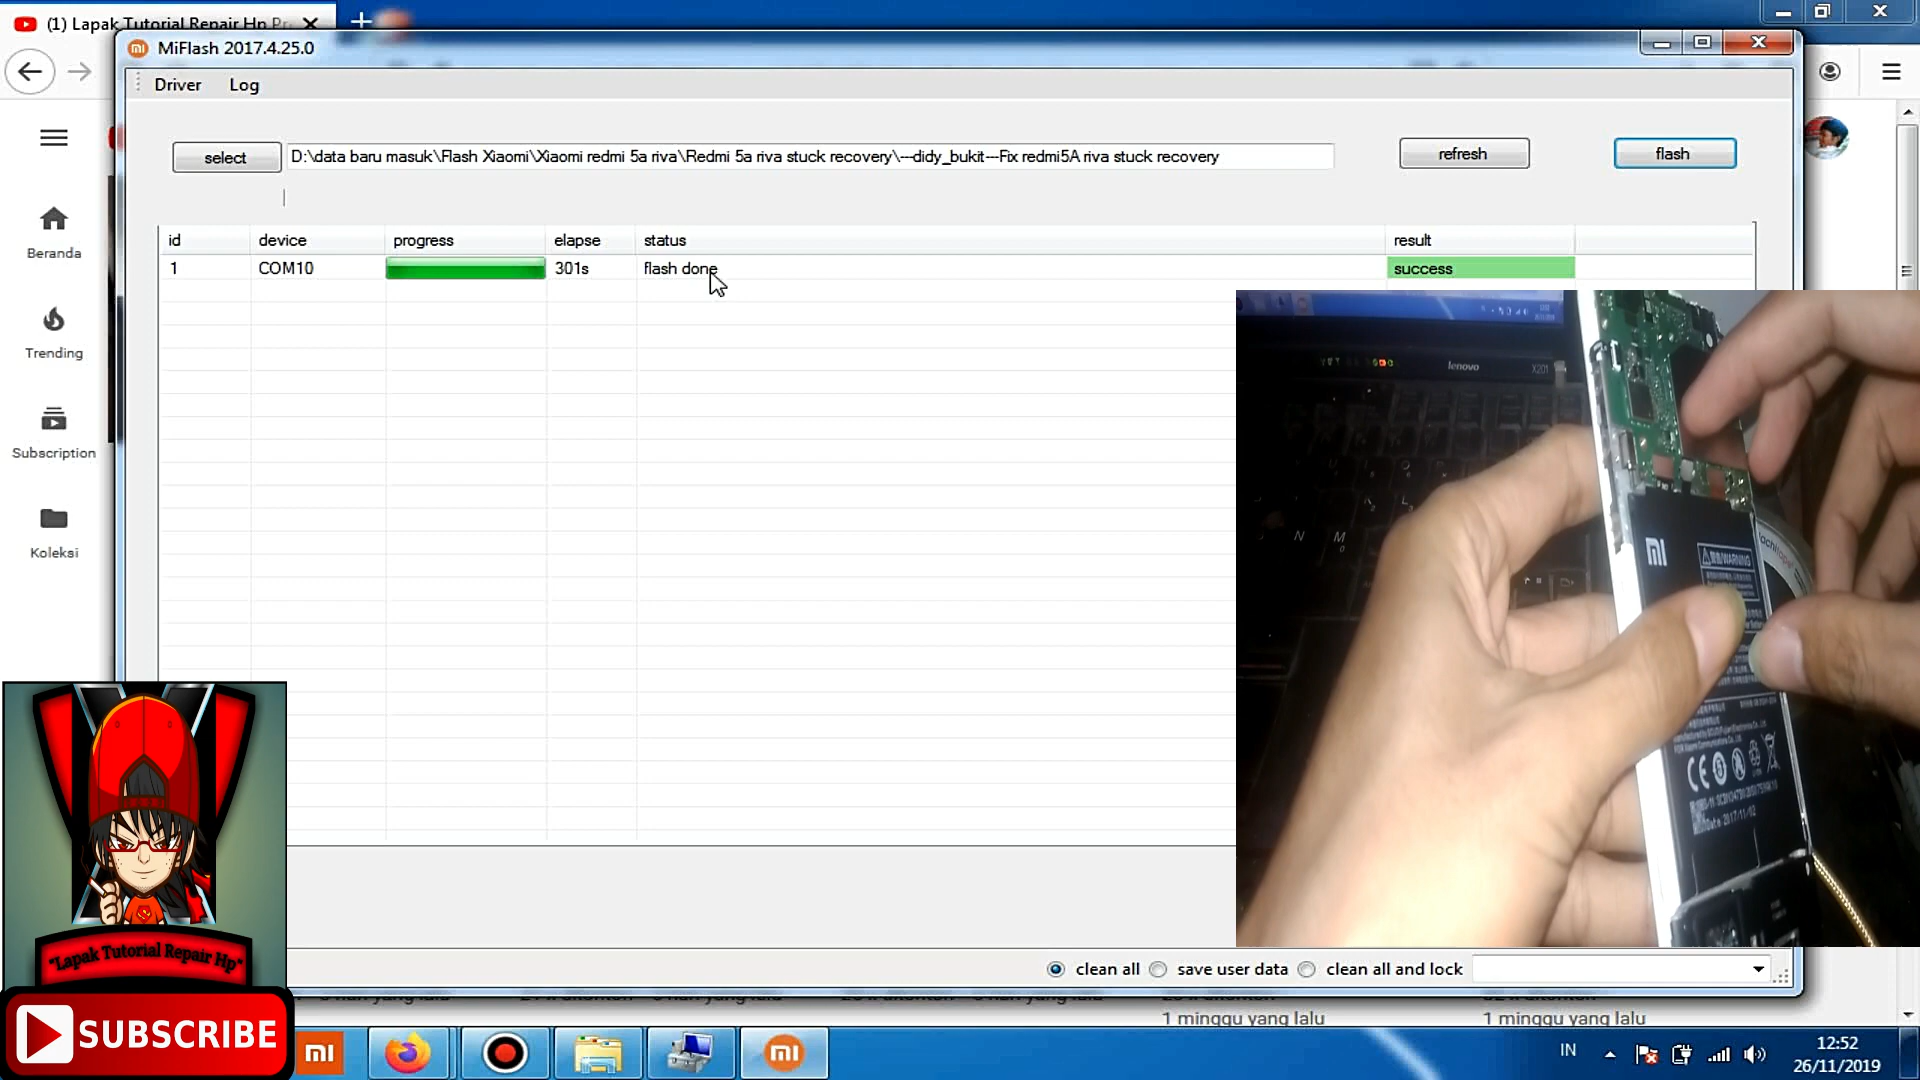 (1) Lapak Tutorial Repair Hp Pr
MiFlash 2017.4.25.0
Driver Log
select D:\data baru masuk\Flash Xiaomi\Xiaomi redmi 5a riva\Redmi 5a riva stuck recovery\---didy_bukit---Fix redmi5A riva stuck recovery refresh flash
id device progress elapse status result
1 COM10 301s flash done success
Beranda
Trending
Subscription
Koleksi
lenovo X201
N M
WARNING
CE
"Lapak Tutorial Repair Hp"
SUBSCRIBE
clean all save user data clean all and lock
1 minggu yang lalu 1 minggu yang lalu
IN 12:52
26/11/2019